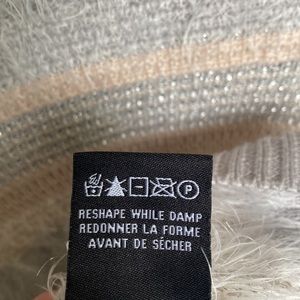 P
RESHAPE WHILE DAMP
REDONNER LA FORME
AVANT DE SÉCHER